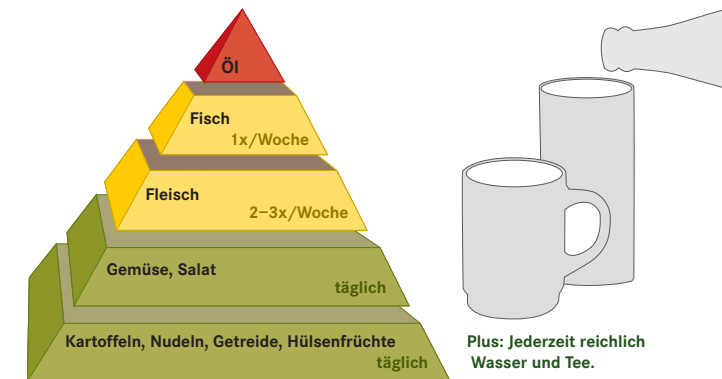 Öl
Fisch
1x/Woche
Fleisch
2–3x/Woche
Gemüse, Salat
täglich
Kartoffeln, Nudeln, Getreide, Hülsenfrüchte
täglich
Plus: Jederzeit reichlich
Wasser und Tee.